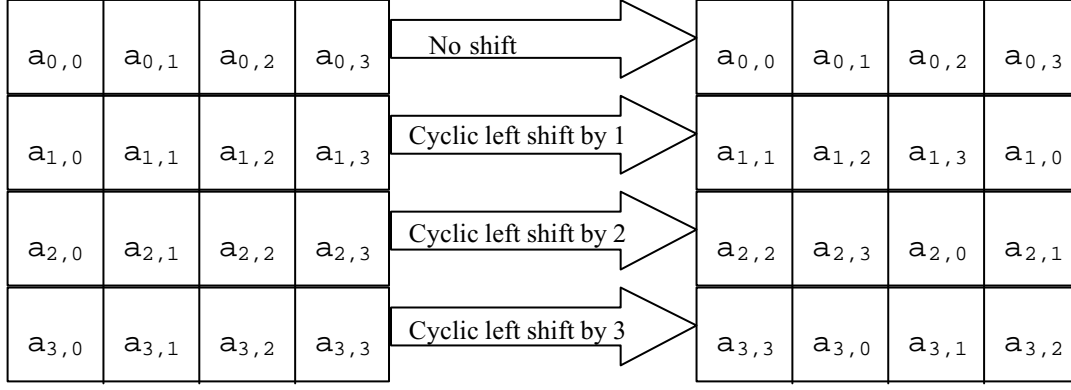 a0,0 a0,1 a0,2 a0,3 No shift a0,0 a0,1 a0,2 a0,3
a1,0 a1,1 a1,2 a1,3 Cyclic left shift by 1 a1,1 a1,2 a1,3 a1,0
a2,0 a2,1 a2,2 a2,3 Cyclic left shift by 2 a2,2 a2,3 a2,0 a2,1
a3,0 a3,1 a3,2 a3,3 Cyclic left shift by 3 a3,3 a3,0 a3,1 a3,2